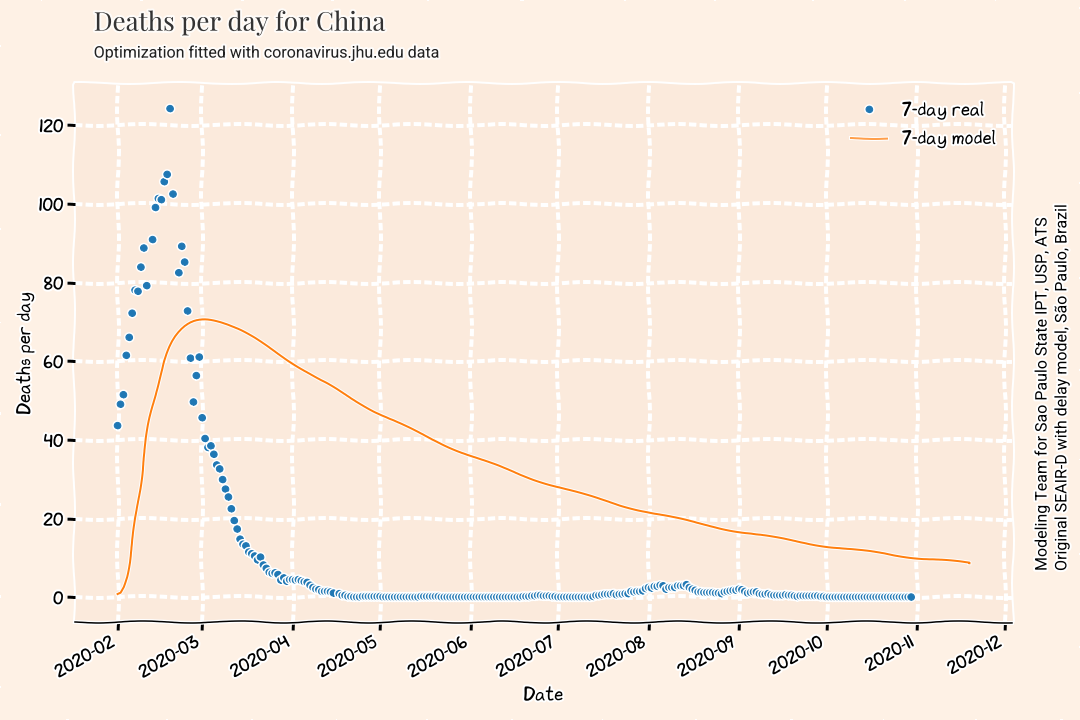 Deaths per day for China
Optimization fitted with coronavirus.jhu.edu data
7-day real
7-day model
120
100
80
60
40
20
0
Deaths per day
2020-02
2020-03
2020-04
2020-05
2020-06
2020-07
2020-08
2020-09
2020-10
2020-11
2020-12
Date
Modeling Team for Sao Paulo State IPT, USP, ATS
Original SEAIR-D with delay model, São Paulo, Brazil